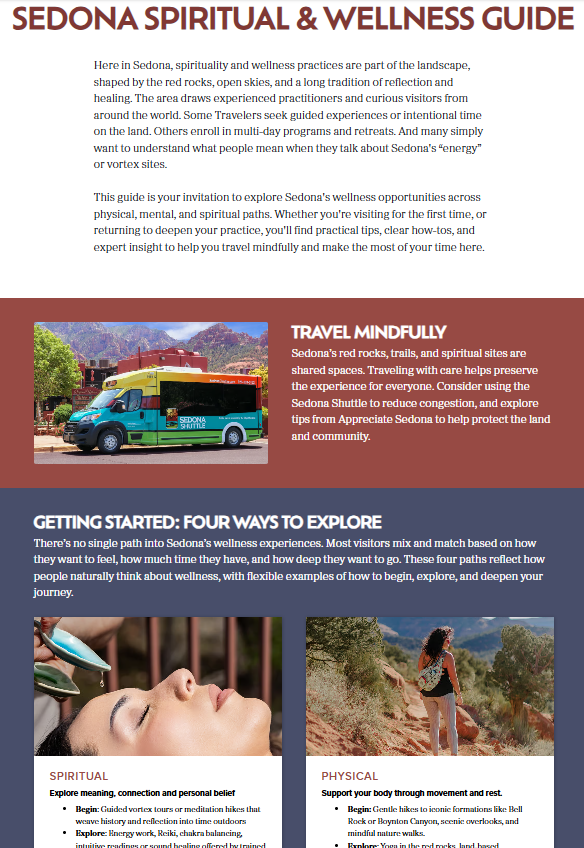 SEDONA SPIRITUAL & WELLNESS GUIDE
Here in Sedona, spirituality and wellness practices are part of the landscape,
shaped by the red rocks, open skies, and a long tradition of reflection and
healing. The area draws experienced practitioners and curious visitors from
around the world. Some Travelers seek guided experiences or intentional time
on the land. Others enroll in multi-day programs and retreats. And many simply
want to understand what people mean when they talk about Sedona's “energy”
or vortex sites.
This guide is your invitation to explore Sedona's wellness opportunities across
physical, mental, and spiritual paths. Whether you're visiting for the first time, or
returning to deepen your practice, you'll find practical tips, clear how-tos, and
expert insight to help you travel mindfully and make the most of your time here.
SEDONA
SHUTTLE
TRAVEL MINDFULLY
Sedona's red rocks, trails, and spiritual sites are
shared spaces. Traveling with care helps preserve
the experience for everyone. Consider using the
Sedona Shuttle to reduce congestion, and explore
tips from Appreciate Sedona to help protect the land
and community.
GETTING STARTED: FOUR WAYS TO EXPLORE
There's no single path into Sedona's wellness experiences. Most visitors mix and match based on how
they want to feel, how much time they have, and how deep they want to go. These four paths reflect how
people naturally think about wellness, with flexible examples of how to begin, explore, and deepen your
journey.
SPIRITUAL
Explore meaning, connection and personal belief
• Begin: Guided vortex tours or meditation hikes that
weave history and reflection into time outdoors
• Explore: Energy work, Reiki, chakra balancing,
intuitive readings or sound healing offered by trained
PHYSICAL
Support your body through movement and rest.
• Begin: Gentle hikes to iconic formations like Bell
Rock or Boynton Canyon, scenic overlooks, and
mindful nature walks.
• Explore: Yoga in the red rocks, land-based